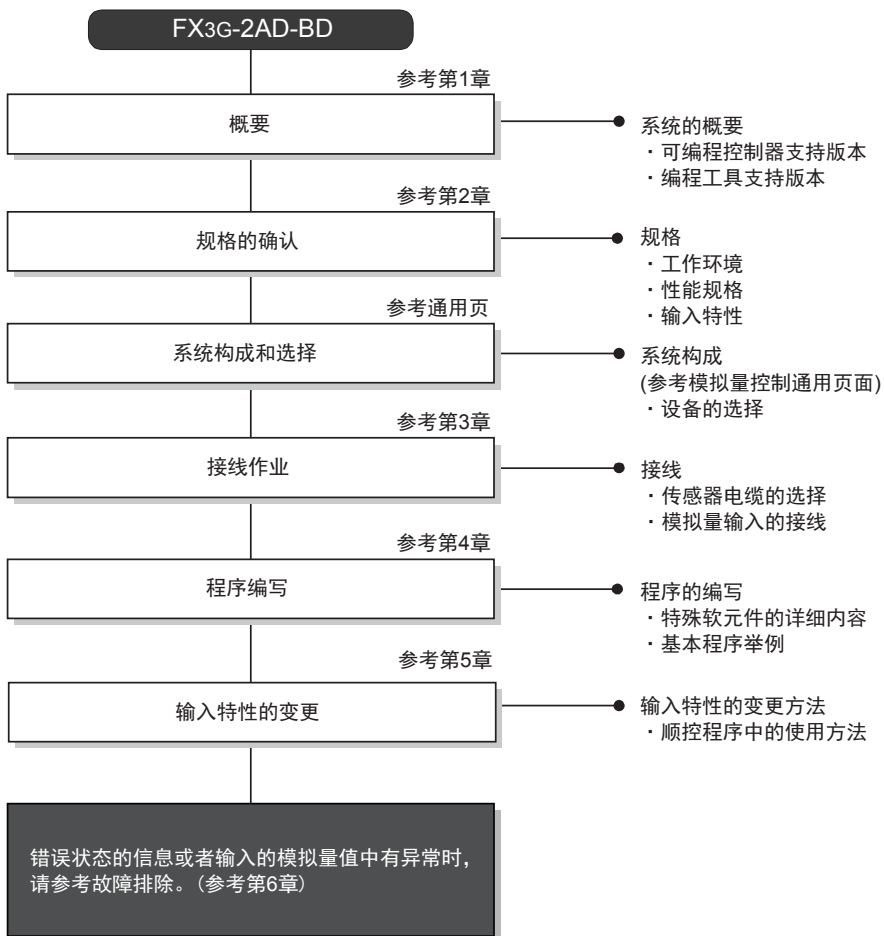 FX3G-2AD-BD
参考第1章
概要
系统的概要
・可编程控制器支持版本
・编程工具支持版本
参考第2章
规格的确认
规格
・工作环境
・性能规格
・输入特性
参考通用页
系统构成和选择
系统构成
(参考模拟量控制通用页面)
・设备的选择
参考第3章
接线作业
接线
・传感器电缆的选择
・模拟量输入的接线
参考第4章
程序编写
程序的编写
・特殊软元件的详细内容
・基本程序举例
参考第5章
输入特性的变更
输入特性的变更方法
・顺控程序中的使用方法
错误状态的信息或者输入的模拟量值中有异常时，
请参考故障排除。(参考第6章)